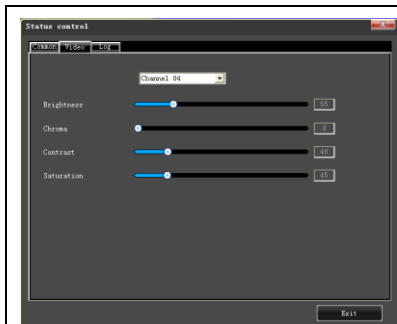 Status control
Common Video Log
Channel 04
Brightness 55
Chroma 0
Contrast 45
Saturation 45
Exit